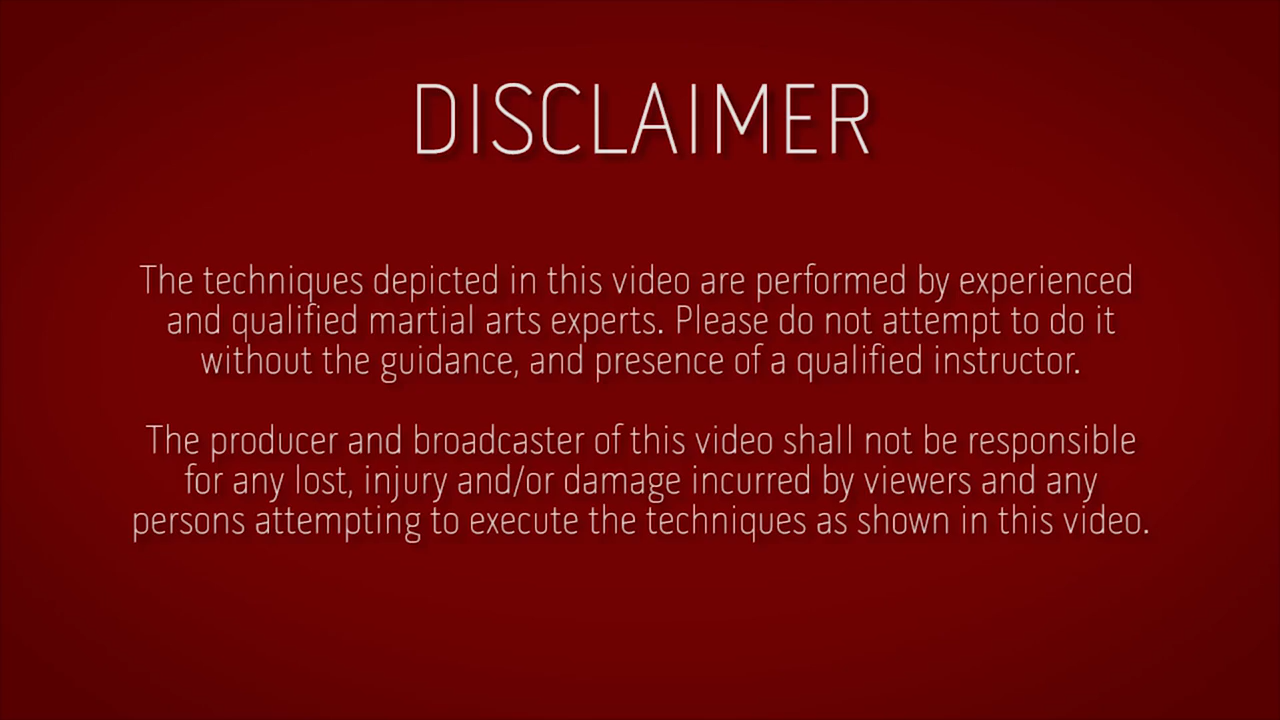 DISCLAIMER
The techniques depicted in this video are performed by experienced
and qualified martial arts experts. Please do not attempt to do it
without the guidance, and presence of a qualified instructor.
The producer and broadcaster of this video shall not be responsible
for any lost, injury and/or damage incurred by viewers and any
persons attempting to execute the techniques as shown in this video.